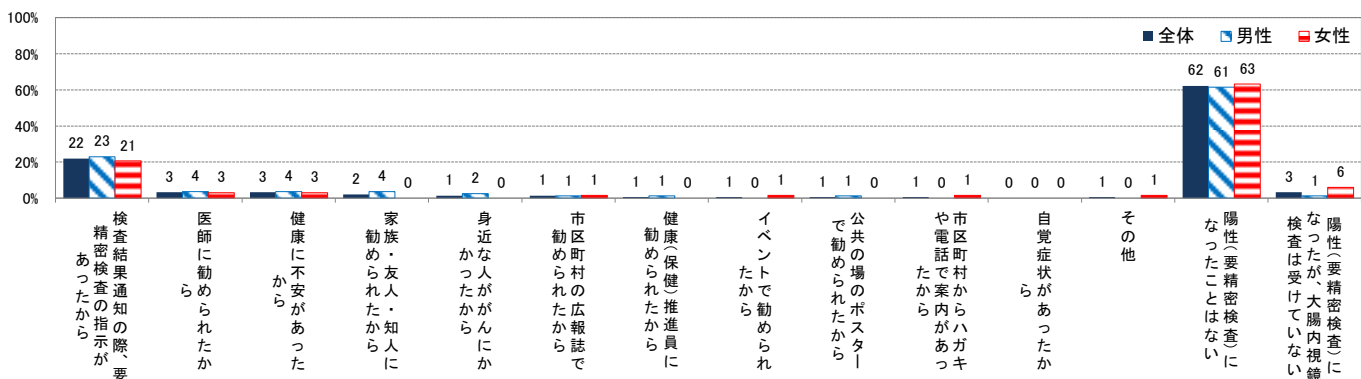 100%
80%
60%
40%
20%
0%
全体 男性 女性
22 23 21
3 4 3
3 4 3
2 4 0
1 2 0
1 1 1
1 1 0
1 0 1
1 1 0
1 0 1
0 0 0
1 0 1
62 61 63
3 1 6
検査結果通知の際、要
精密検査の指示が
あったから
医師に勧められたか
ら
健康に不安があった
から
家族・友人・知人に
勧められたから
身近な人ががんにか
かったから
市区町村の広報誌で
勧められたから
健康(保健)推進員に
勧められたから
イベントで勧められ
たから
公共の場のポスター
で勧められたから
市区町村からハガキ
や電話で案内があっ
たから
自覚症状があったか
ら
その他
陽性(要精密検査)に
なったことはない
陽性(要精密検査)に
なったが、大腸内視鏡
検査は受けていない